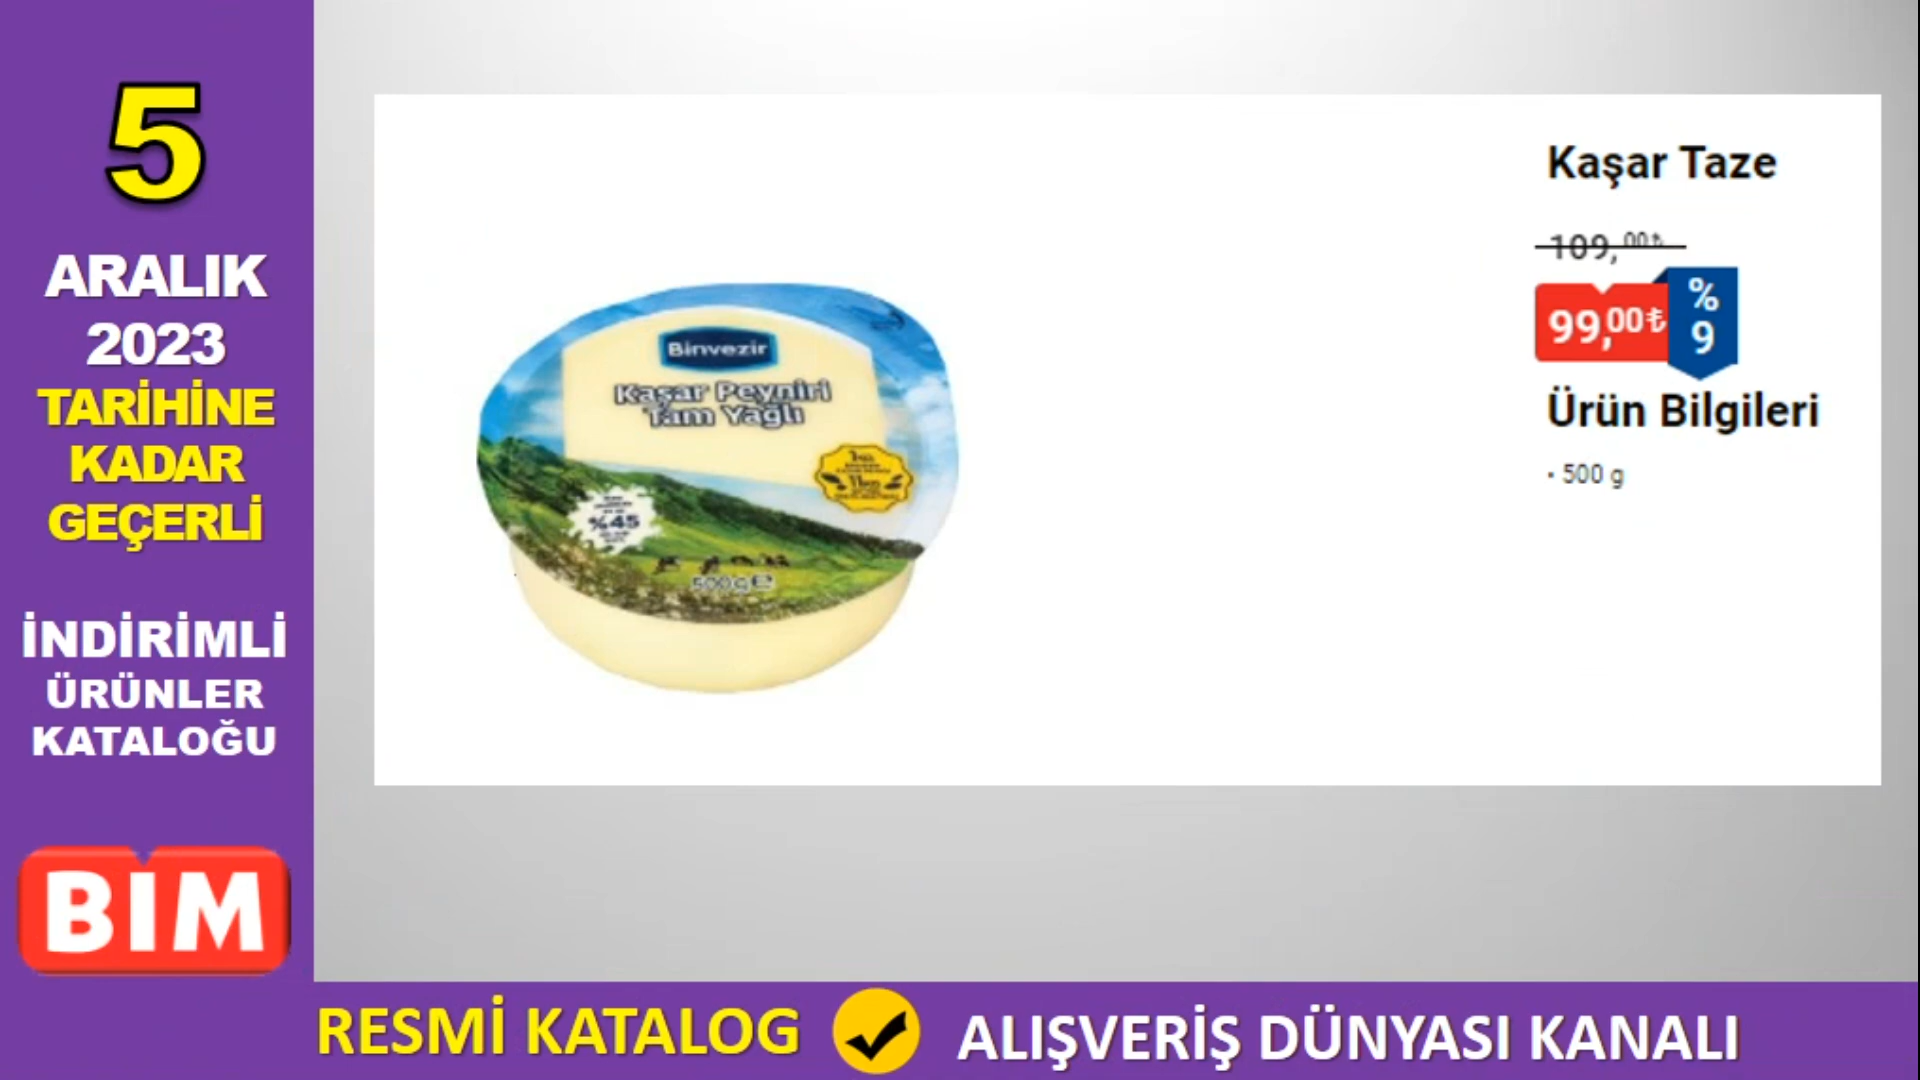 5
ARALIK
2023
TARİHİNE
KADAR
GEÇERLİ
İNDİRİMLİ
ÜRÜNLER
KATALOĞU
BIM
Binvezir
Kaşar Peyniri
Tam Yağlı
%45
500g e
Kaşar Taze
109,00₺
99,00₺
%
9
Ürün Bilgileri
• 500 g
RESMİ KATALOG
ALIŞVERİŞ DÜNYASI KANALI